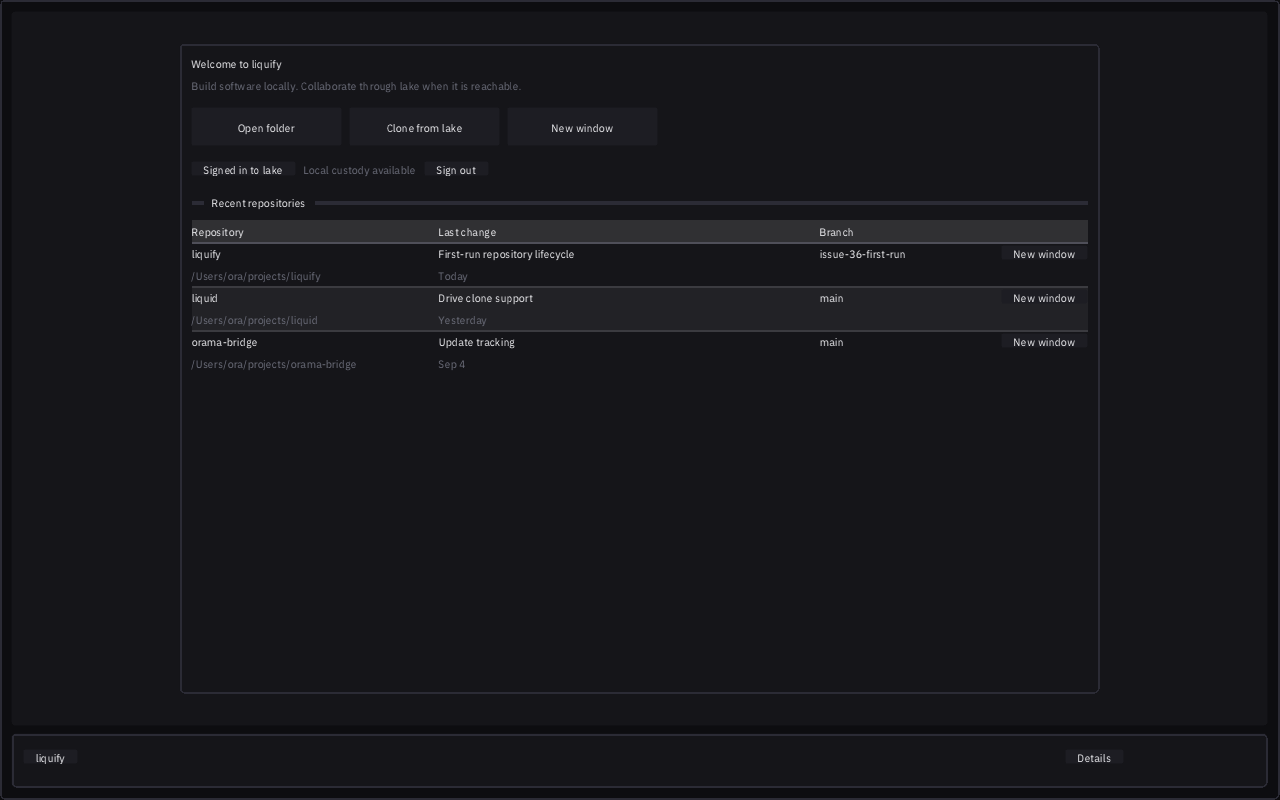 Welcome to liquify
Build software locally. Collaborate through lake when it is reachable.
Open folder Clone from lake New window
Signed in to lake Local custody available Sign out
Recent repositories
Repository Last change Branch
liquify First-run repository lifecycle issue-36-first-run New window
/Users/ora/projects/liquify Today
liquid Drive clone support main New window
/Users/ora/projects/liquid Yesterday
orama-bridge Update tracking main New window
/Users/ora/projects/orama-bridge Sep 4
liquify Details